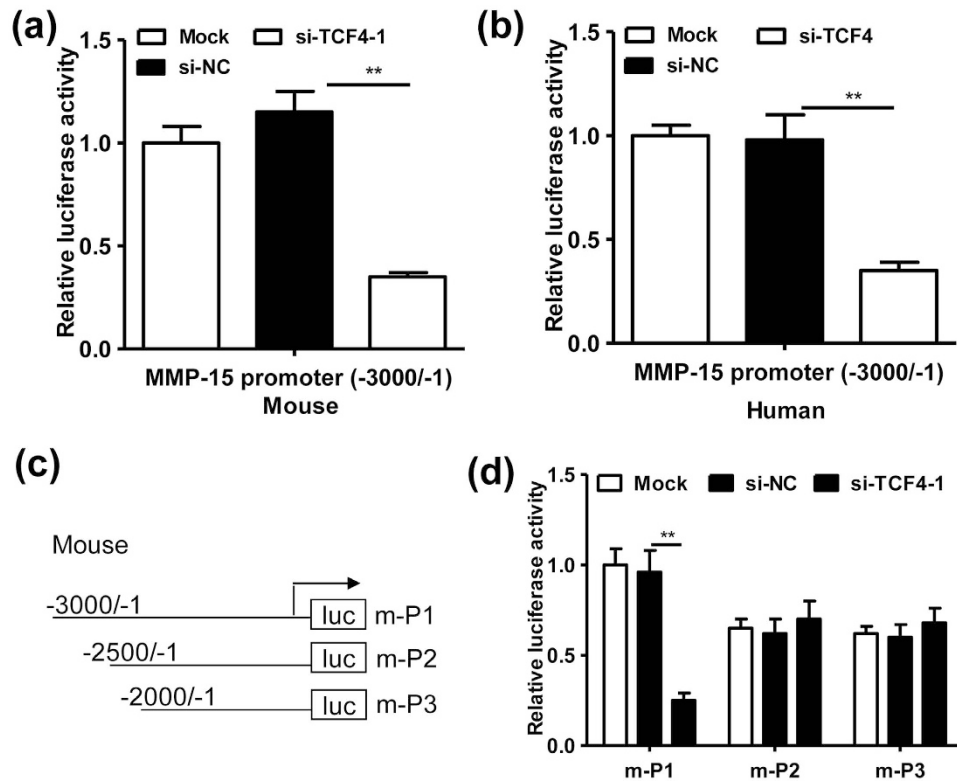 (a)
Mock
si-TCF4-1
si-NC
**
Relative luciferase activity
1.5
1.0
0.5
0.0
MMP-15 promoter (-3000/-1)
Mouse
(b)
Mock
si-TCF4
si-NC
**
Relative luciferase activity
1.5
1.0
0.5
0.0
MMP-15 promoter (-3000/-1)
Human
(c)
Mouse
-3000/-1
luc m-P1
-2500/-1
luc m-P2
-2000/-1
luc m-P3
(d)
Mock si-NC si-TCF4-1
**
Relative luciferase activity
1.5
1.0
0.5
0.0
m-P1 m-P2 m-P3